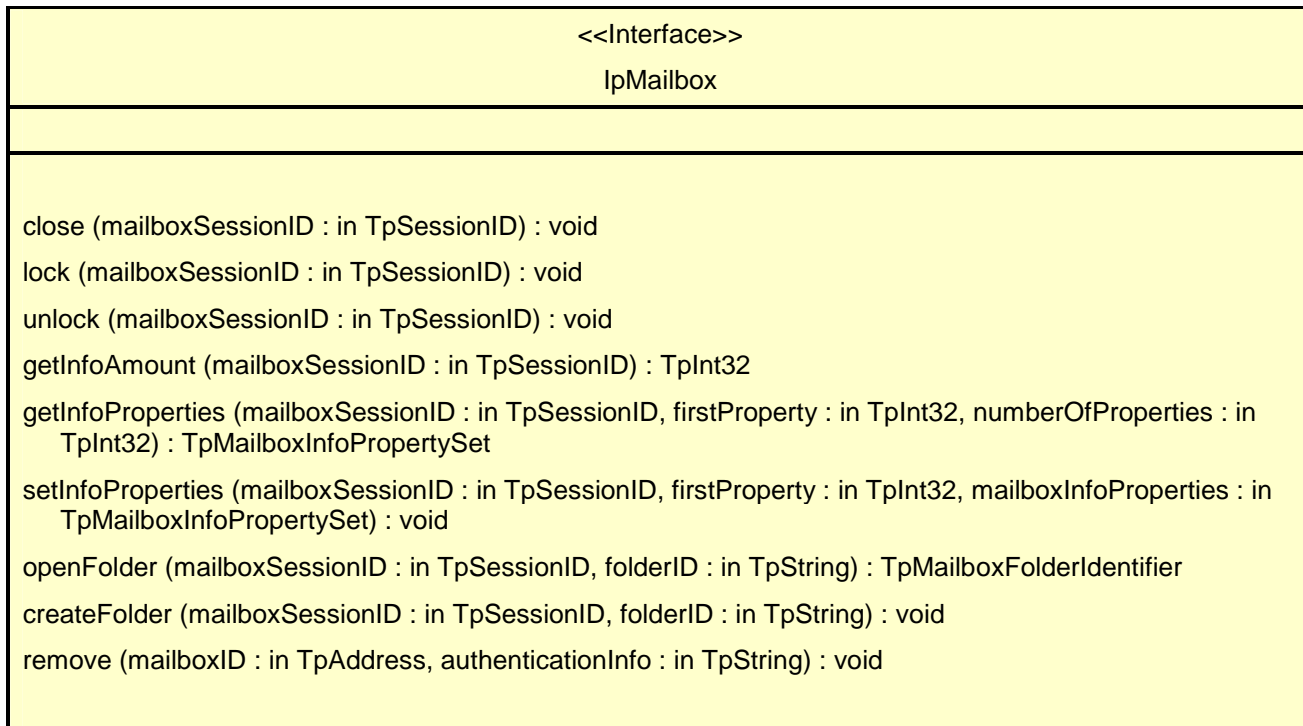 <<Interface>>
IpMailbox
close (mailboxSessionID : in TpSessionID) : void
lock (mailboxSessionID : in TpSessionID) : void
unlock (mailboxSessionID : in TpSessionID) : void
getInfoAmount (mailboxSessionID : in TpSessionID) : TpInt32
getInfoProperties (mailboxSessionID : in TpSessionID, firstProperty : in TpInt32, numberOfProperties : in
TpInt32) : TpMailboxInfoPropertySet
setInfoProperties (mailboxSessionID : in TpSessionID, firstProperty : in TpInt32, mailboxInfoProperties : in
TpMailboxInfoPropertySet) : void
openFolder (mailboxSessionID : in TpSessionID, folderID : in TpString) : TpMailboxFolderIdentifier
createFolder (mailboxSessionID : in TpSessionID, folderID : in TpString) : void
remove (mailboxID : in TpAddress, authenticationInfo : in TpString) : void